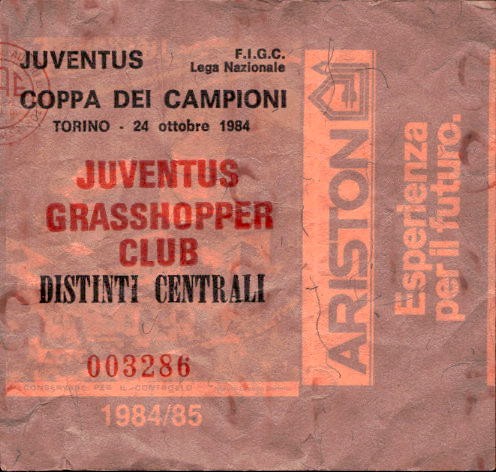 JUVENTUS
F.I.G.C.
Lega Nazionale
COPPA DEI CAMPIONI
TORINO - 24 ottobre 1984
JUVENTUS
GRASSHOPPER
CLUB
DISTINTI CENTRALI
003286
CONSERVARE PER IL CONTROLLO
1984/85
ARISTON
Esperienza
per il futuro.